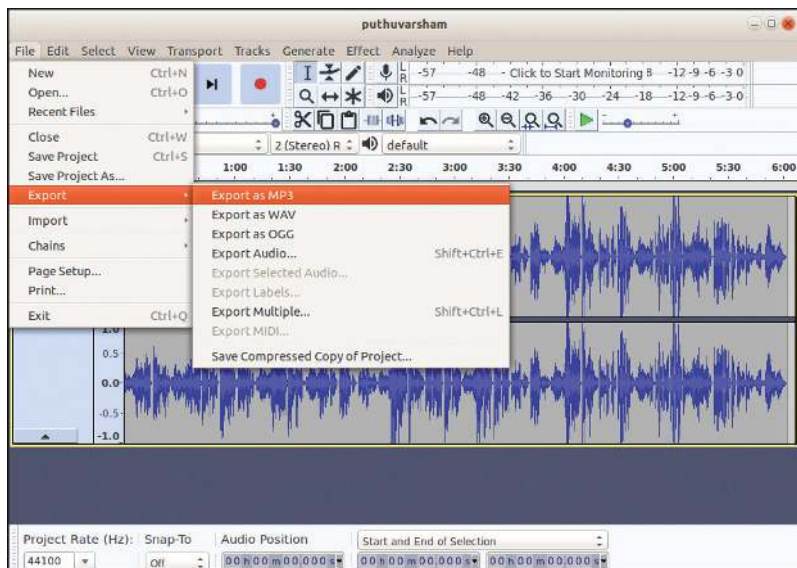 puthuvarsham
File Edit Select View Transport Tracks Generate Effect Analyze Help
New Ctrl+N
Open... Ctrl+O
Recent Files
Close Ctrl+W
Save Project Ctrl+S
Save Project As...
Export
Import
Chains
Page Setup...
Print...
Exit Ctrl+Q
L R -57 -48 - Click to Start Monitoring 8 -12 -9 -6 -3 0
L R -57 -48 -42 -36 -30 -24 -18 -12 -9 -6 -3 0
2 (Stereo) R default
1:00 1:30 2:00 2:30 3:00 3:30 4:00 4:30 5:00 5:30 6:00
Export as MP3
Export as WAV
Export as OGG
Export Audio... Shift+Ctrl+E
Export Selected Audio...
Export Labels...
Export Multiple... Shift+Ctrl+L
Export MIDI...
Save Compressed Copy of Project...
1.0
0.5
0.0
-0.5
-1.0
Project Rate (Hz): Snap-To Audio Position Start and End of Selection
44100 Off 00 h 00 m 00.000 s 00 h 00 m 00.000 s 00 h 00 m 00.000 s